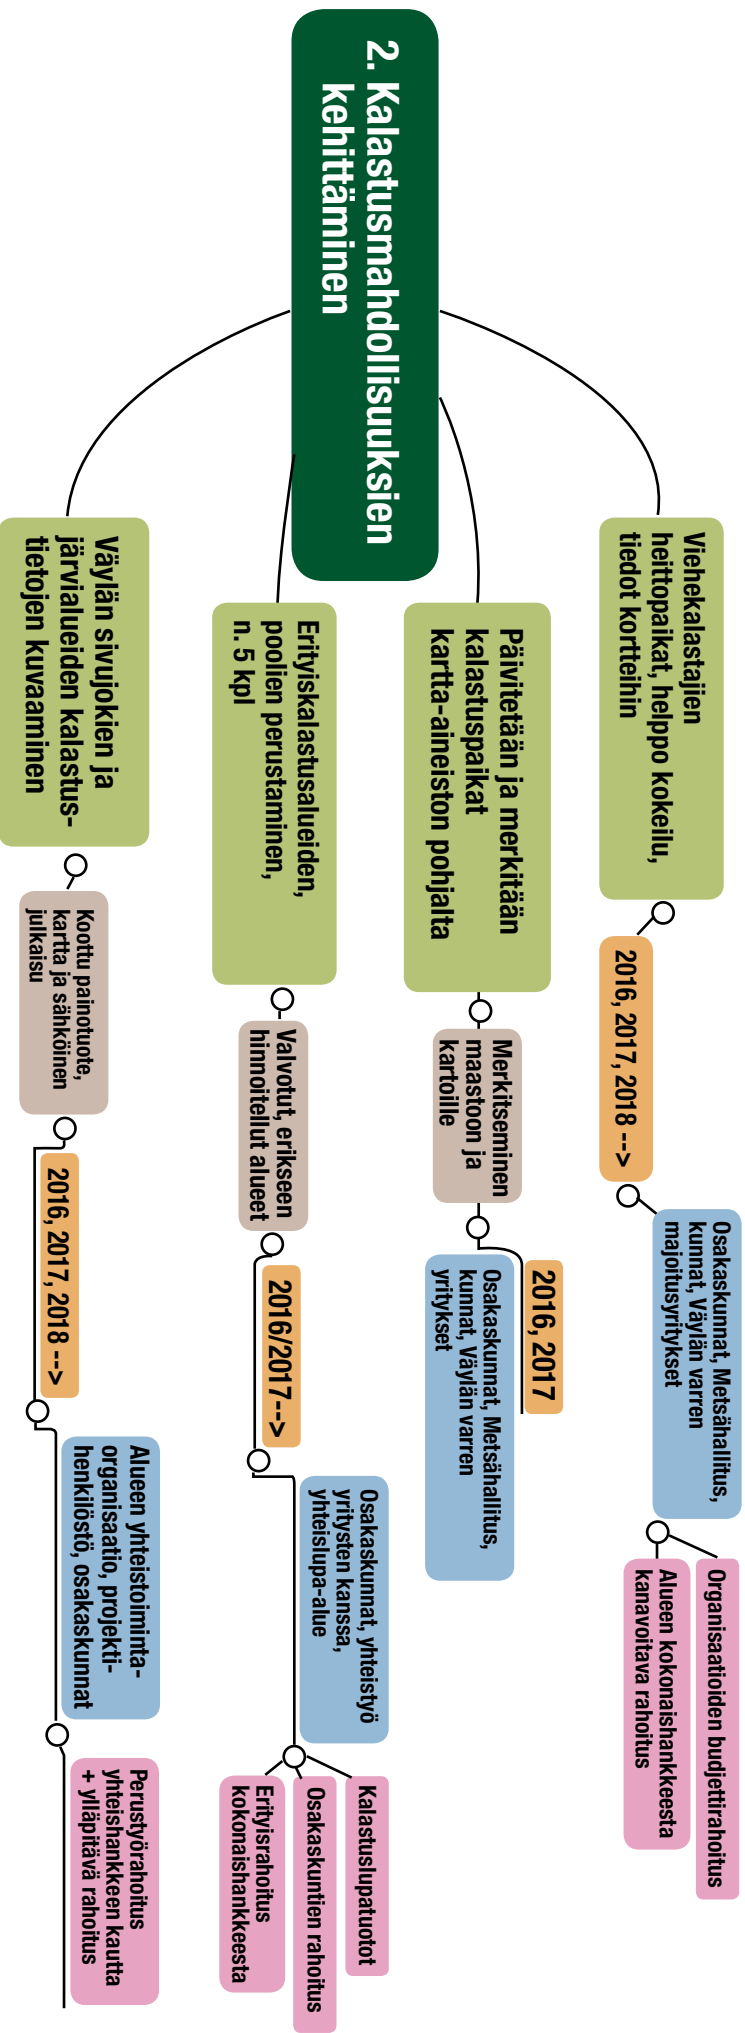 2. Kalastusmahdollisuuksien
kehittäminen
Viehekalastajien
heittopaikat, helppo kokeilu,
tiedot kortteihin
2016, 2017, 2018 -->
Osakaskunnat, Metsähallitus,
kunnat, Väylän varren
majoitusyritykset
Organisaatioiden budjettirahoitus
Alueen kokonaishankkeesta
kanavoitava rahoitus
Päivitetään ja merkitään
kalastuspaikat
kartta-aineiston pohjalta
Merkitseminen
maastoon ja
kartoille
2016, 2017
Osakaskunnat, Metsähallitus,
kunnat, Väylän varren
yritykset
Erityiskalastusalueiden,
poolien perustaminen,
n. 5 kpl
Valvotut, erikseen
hinnoitellut alueet
2016/2017-->
Osakaskunnat, yhteistyö
yritysten kanssa,
yhteislupa-alue
Kalastuslupatuotot
Osakaskuntien rahoitus
Erityisrahoitus
kokonaishankkeesta
Väylän sivujokien ja
järvialueiden kalastus-
tietojen kuvaaminen
Koottu painotuote,
kartta ja sähköinen
julkaisu
2016, 2017, 2018 -->
Alueen yhteistoiminta-
organisaatio, projekti-
henkilöstö, osakaskunnat
Perustyörahoitus
yhteishankkeen kautta
+ ylläpitävä rahoitus